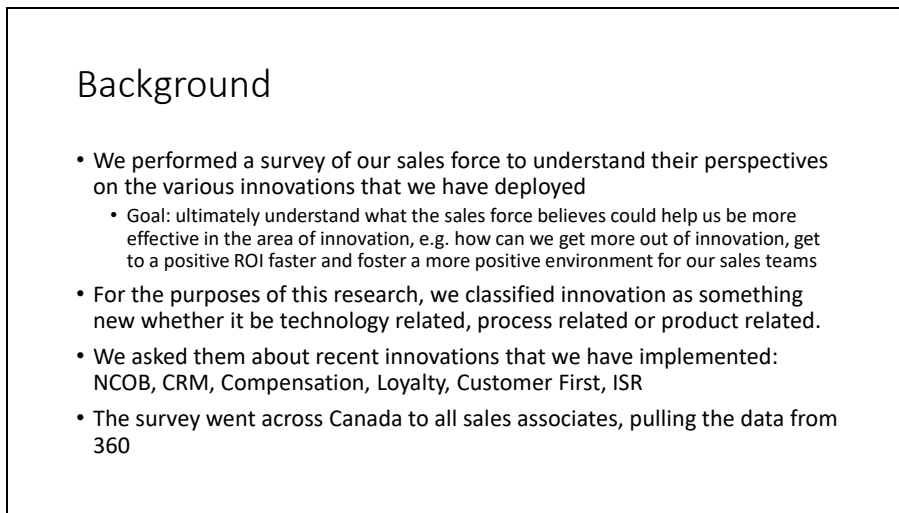 Background
• We performed a survey of our sales force to understand their perspectives
on the various innovations that we have deployed
• Goal: ultimately understand what the sales force believes could help us be more
effective in the area of innovation, e.g. how can we get more out of innovation, get
to a positive ROI faster and foster a more positive environment for our sales teams
• For the purposes of this research, we classified innovation as something
new whether it be technology related, process related or product related.
• We asked them about recent innovations that we have implemented:
NCOB, CRM, Compensation, Loyalty, Customer First, ISR
• The survey went across Canada to all sales associates, pulling the data from
360